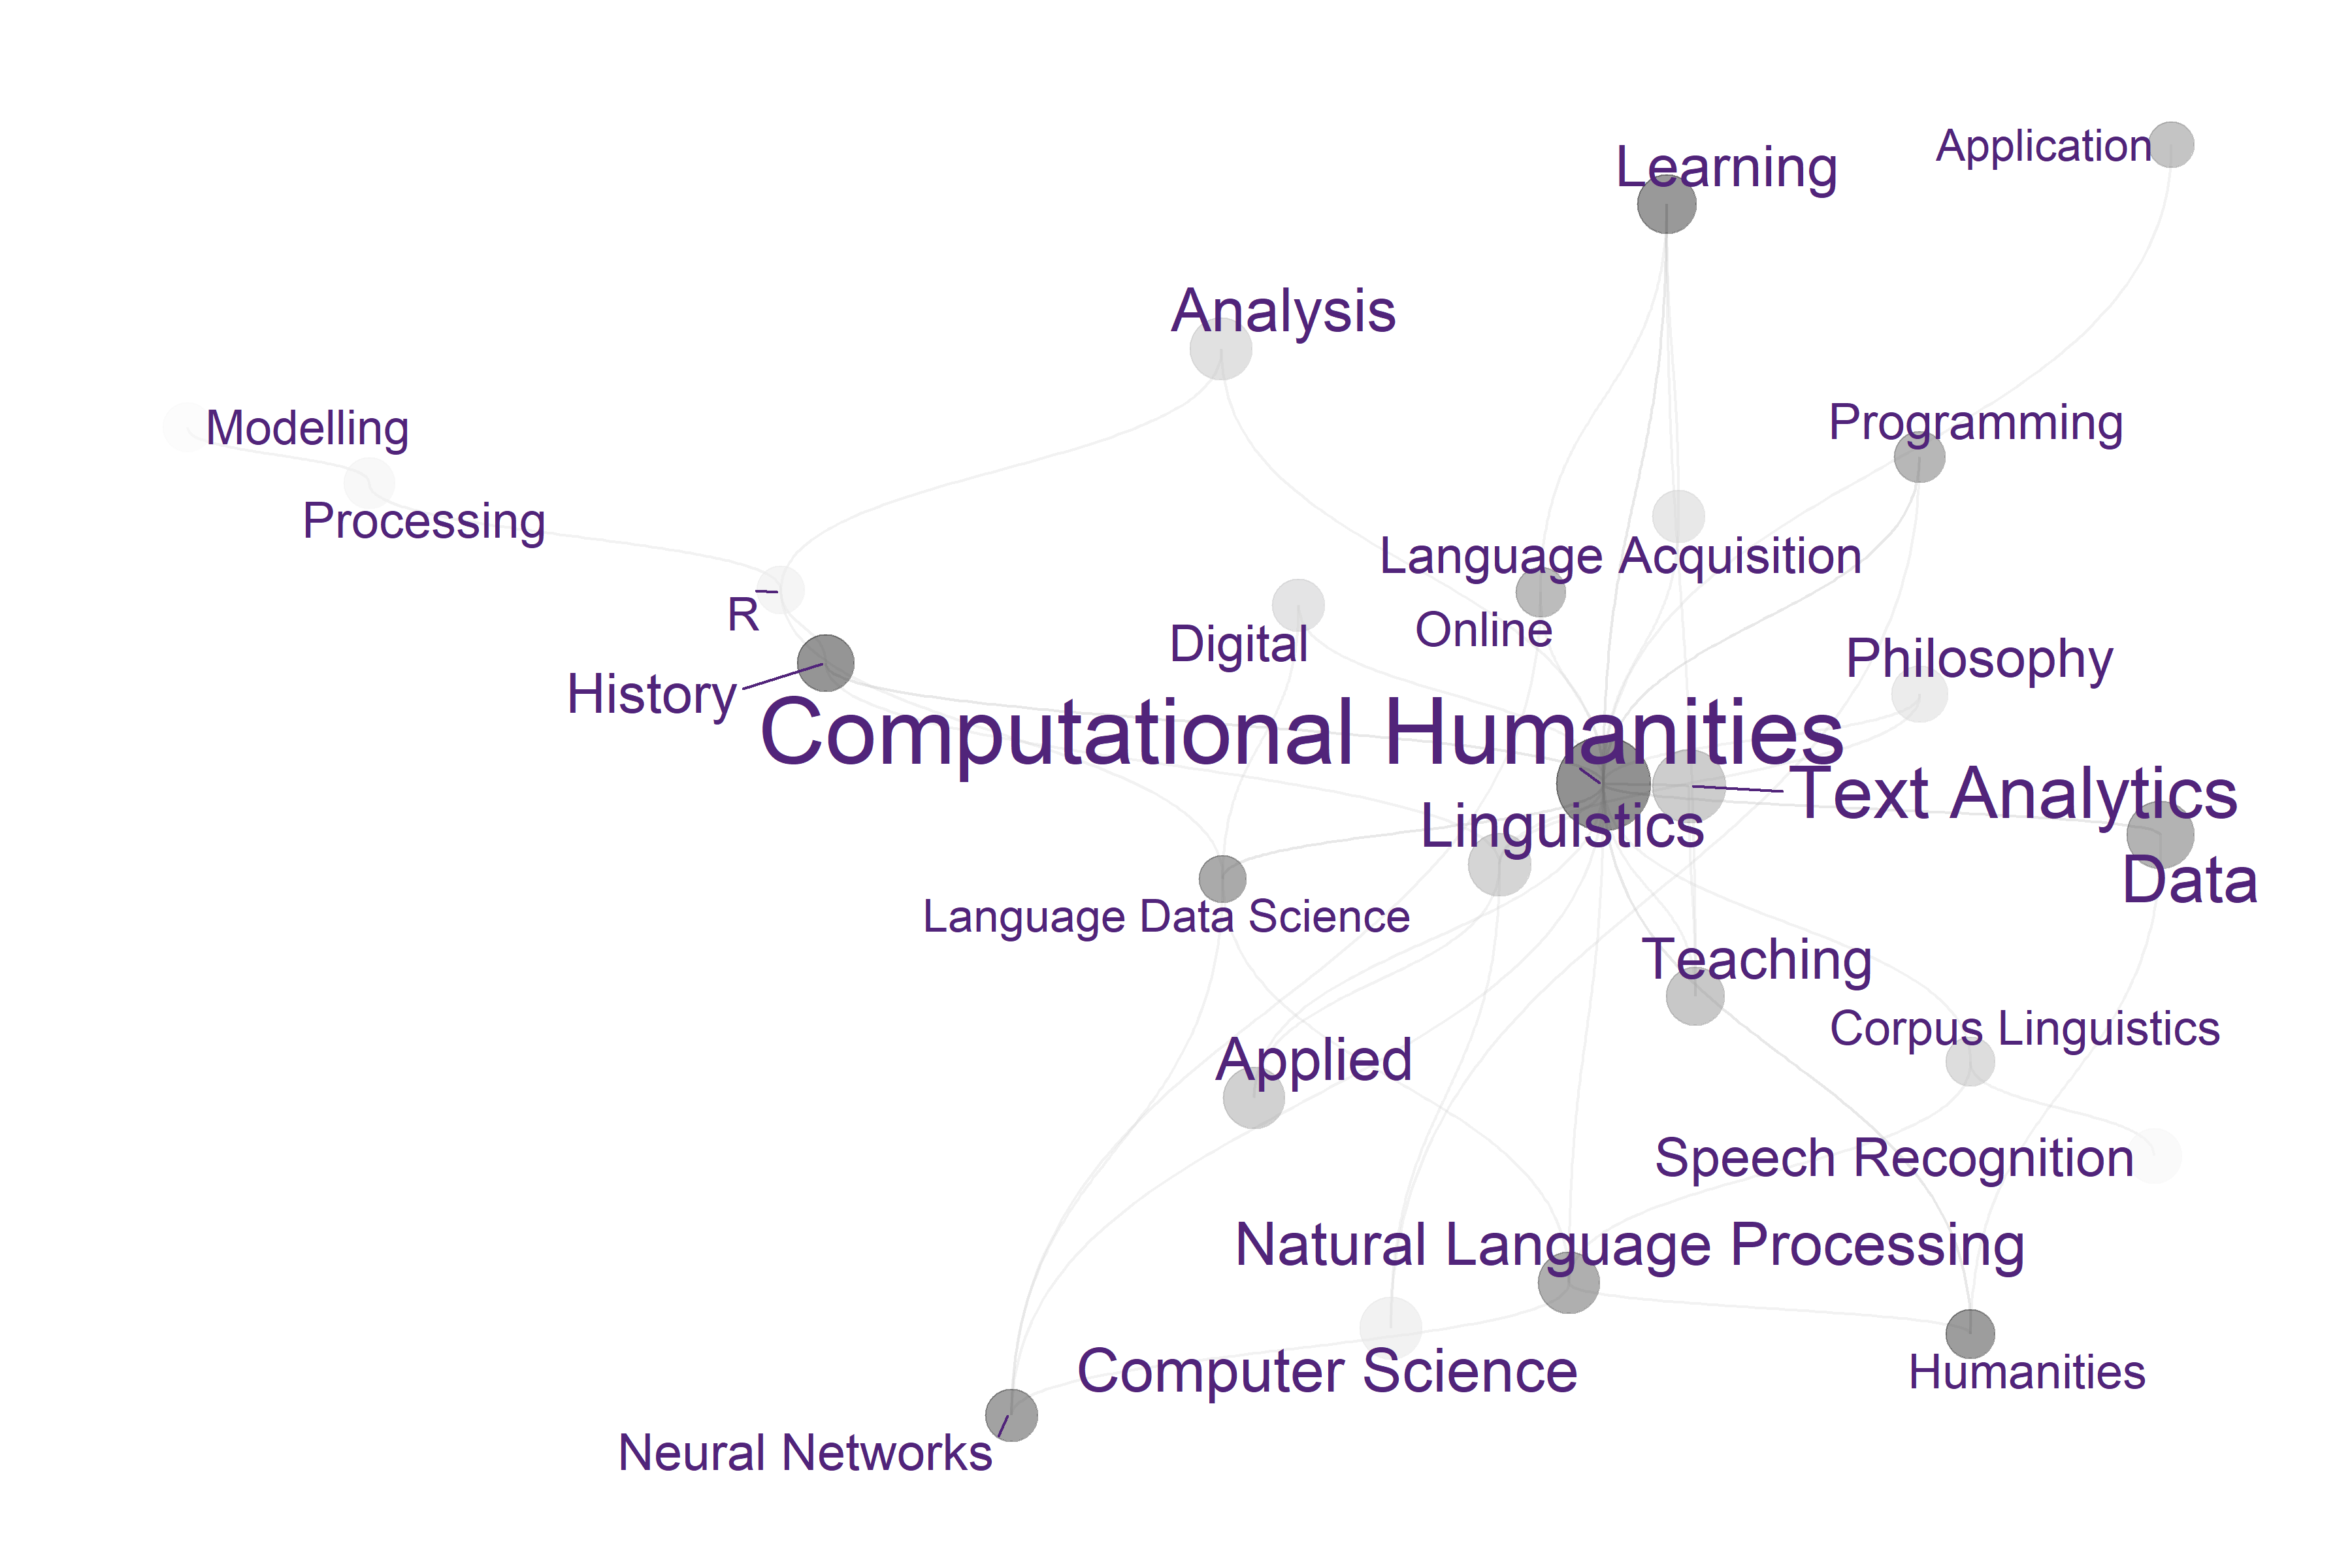 Application
Learning
Analysis
Programming
Modelling
Processing
Language Acquisition
R
Online
Digital
Philosophy
History
Computational Humanities
Text Analytics
Linguistics
Data
Language Data Science
Teaching
Corpus Linguistics
Applied
Speech Recognition
Natural Language Processing
Computer Science
Humanities
Neural Networks